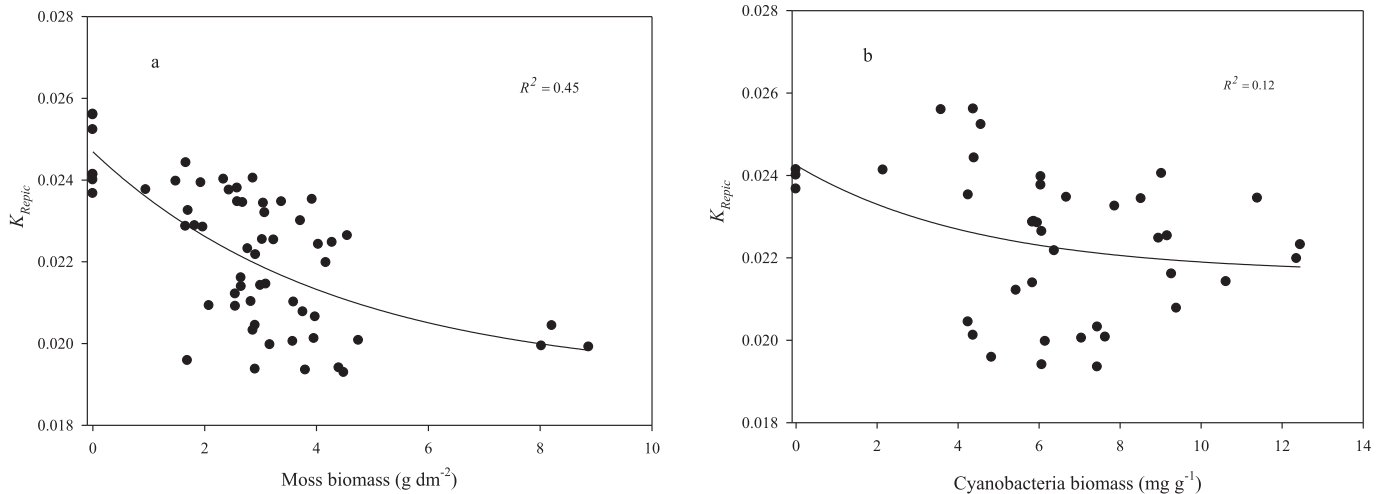 0.028
0.026
0.024
0.022
0.020
0.018
K_Repic
a
R² = 0.45
0 2 4 6 8 10
Moss biomass (g dm⁻²)
0.028
0.026
0.024
0.022
0.020
0.018
K_Repic
b
R² = 0.12
0 2 4 6 8 10 12 14
Cyanobacteria biomass (mg g⁻¹)